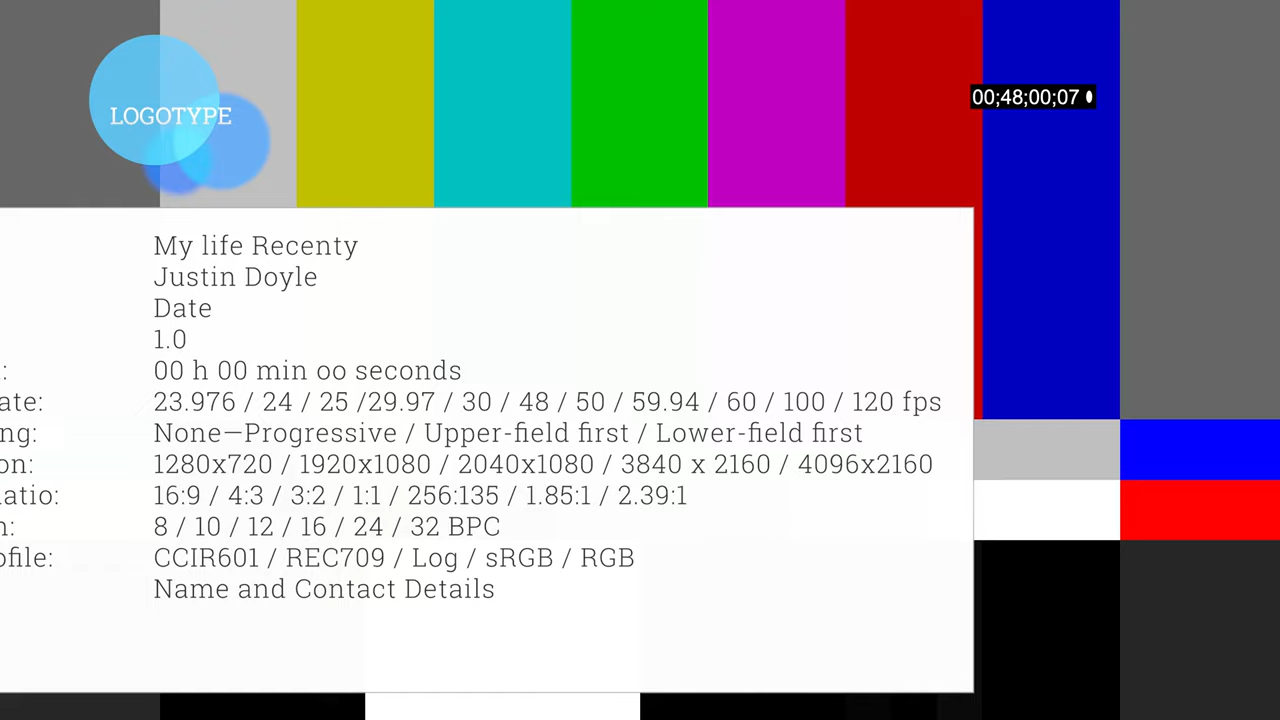 LOGOTYPE
00;48;00;07
My life Recenty
Justin Doyle
Date
1.0
: 00 h 00 min oo seconds
ate: 23.976 / 24 / 25 /29.97 / 30 / 48 / 50 / 59.94 / 60 / 100 / 120 fps
ng: None—Progressive / Upper-field first / Lower-field first
on: 1280x720 / 1920x1080 / 2040x1080 / 3840 x 2160 / 4096x2160
atio: 16:9 / 4:3 / 3:2 / 1:1 / 256:135 / 1.85:1 / 2.39:1
n: 8 / 10 / 12 / 16 / 24 / 32 BPC
ofile: CCIR601 / REC709 / Log / sRGB / RGB
Name and Contact Details